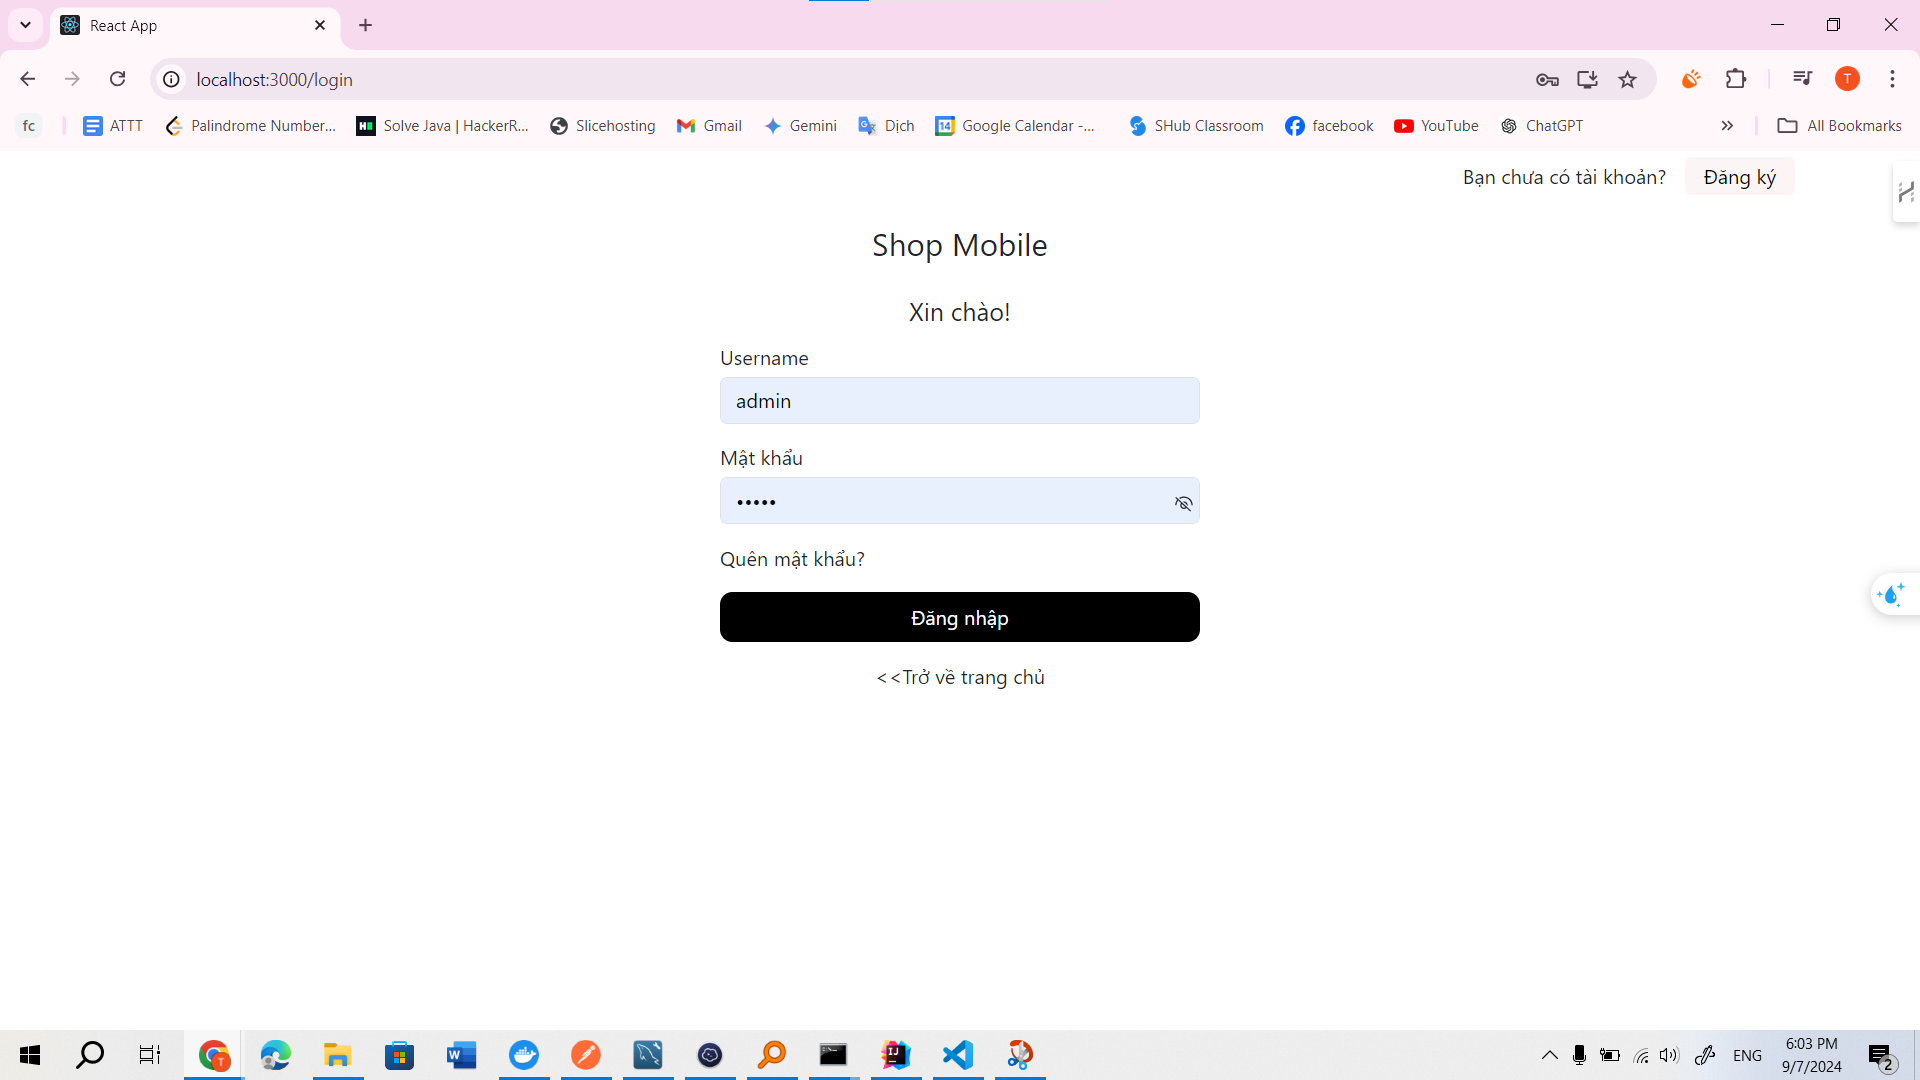 React App
localhost:3000/login
T
fc
ATTT
Palindrome Number...
Solve Java | HackerR...
Slicehosting
Gmail
Gemini
Dịch
Google Calendar -...
SHub Classroom
facebook
YouTube
ChatGPT
All Bookmarks
Bạn chưa có tài khoản?
Đăng ký
Shop Mobile
Xin chào!
Username
admin
Mật khẩu
•••••
Quên mật khẩu?
Đăng nhập
<<Trở về trang chủ
ENG
6:03 PM
9/7/2024
2